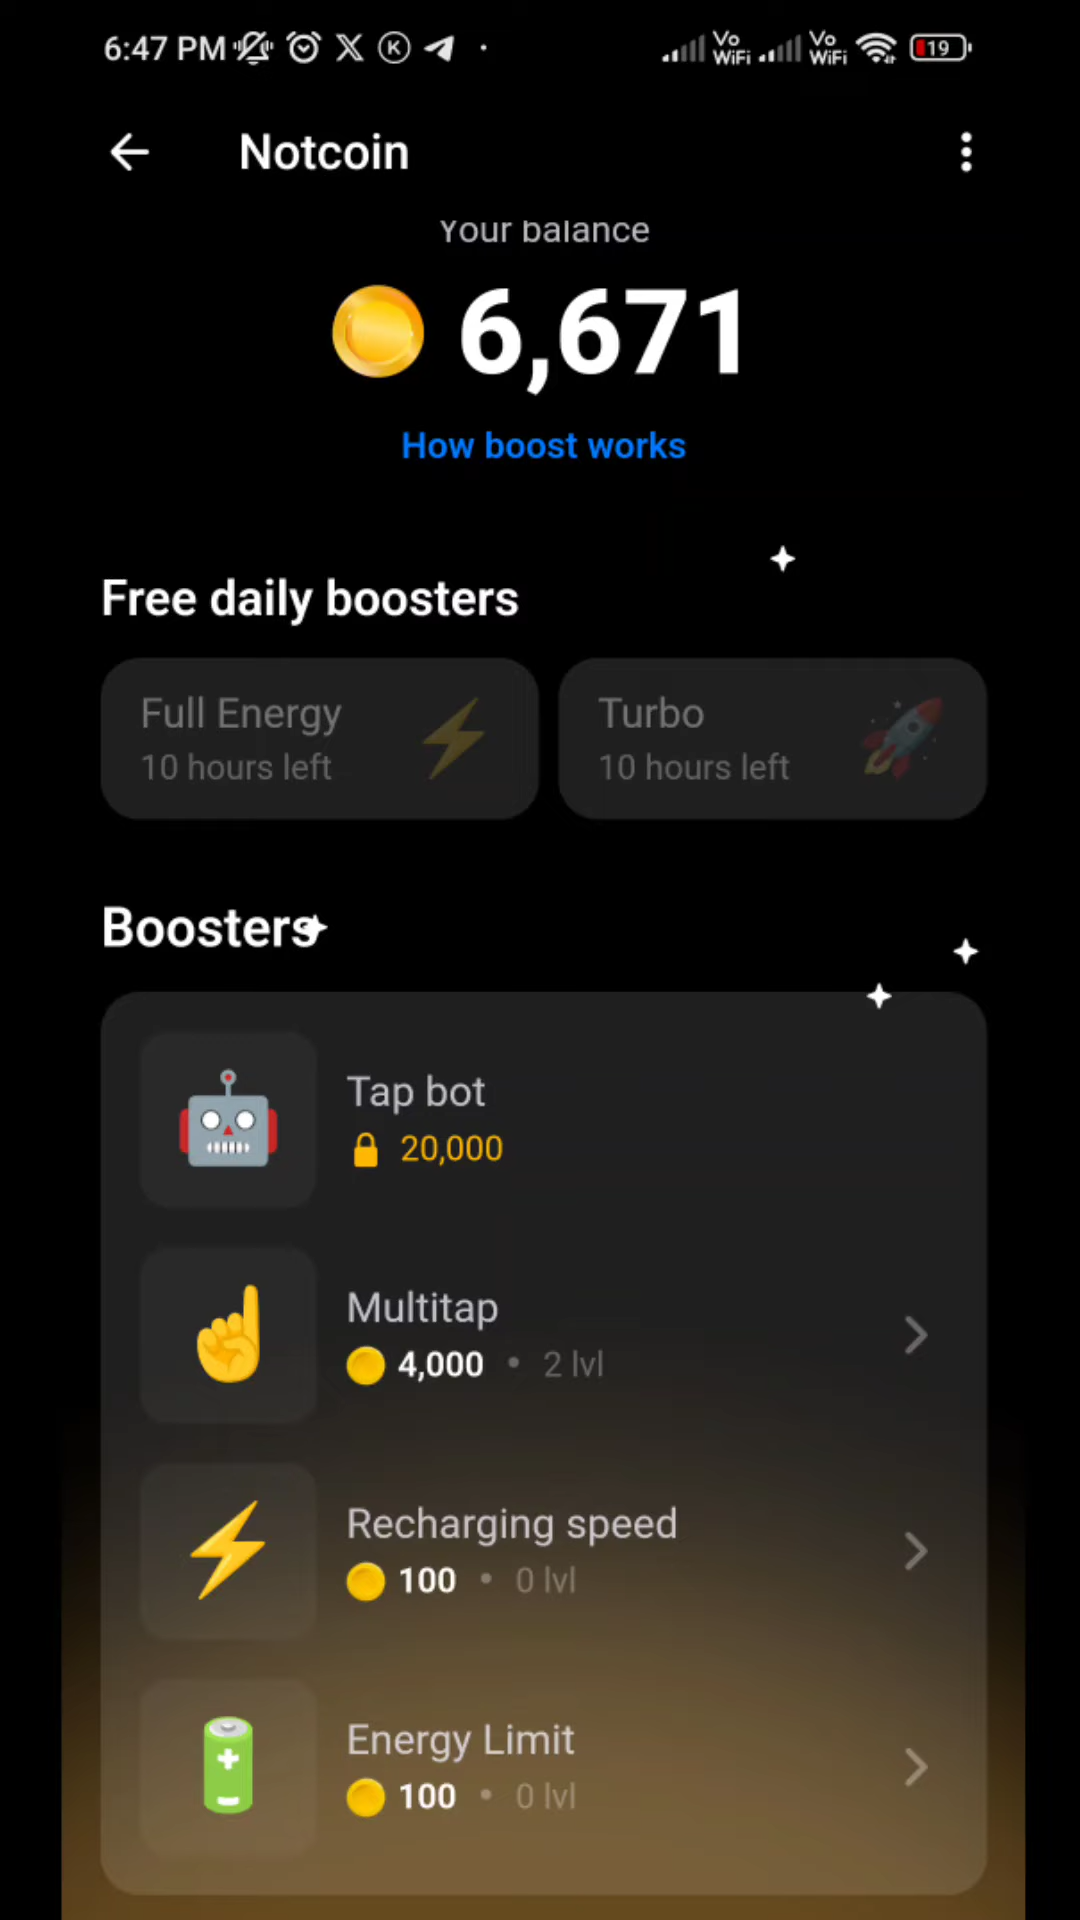 6:47 PM
Vo WiFi Vo WiFi 19
Notcoin
Your balance
6,671
How boost works
Free daily boosters
Full Energy
10 hours left
Turbo
10 hours left
Boosters
Tap bot
20,000
Multitap
4,000 • 2 lvl
Recharging speed
100 • 0 lvl
Energy Limit
100 • 0 lvl